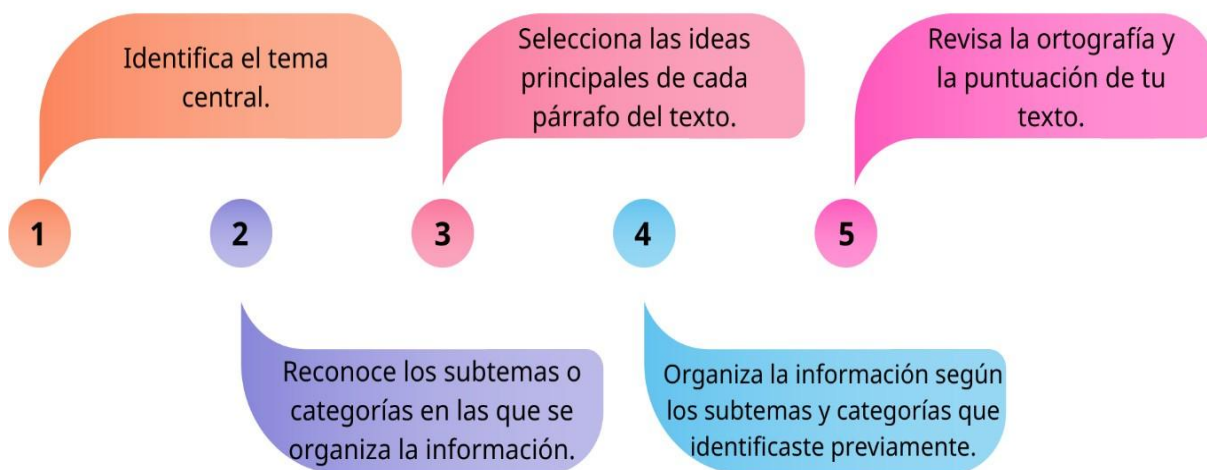 1
Identifica el tema
central.
2
Reconoce los subtemas o
categorías en las que se
organiza la información.
3
Selecciona las ideas
principales de cada
párrafo del texto.
4
Organiza la información según
los subtemas y categorías que
identificaste previamente.
5
Revisa la ortografía y
la puntuación de tu
texto.